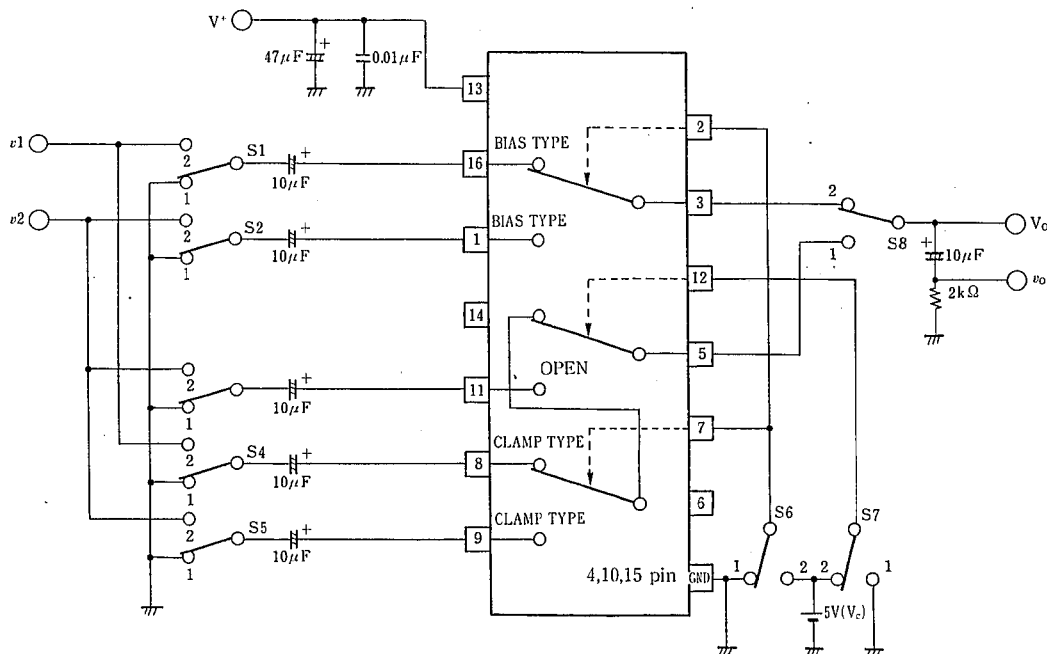 V+
47μF
+
0.01μF
13
v1
2
S1
1
+
10μF
16
BIAS TYPE
2
v2
2
S2
1
+
10μF
1
BIAS TYPE
3
2
S8
1
Vo
+
10μF
vo
2kΩ
14
12
OPEN
5
2
1
+
10μF
11
7
2
S4
1
+
10μF
8
CLAMP TYPE
6
2
S5
1
+
10μF
9
CLAMP TYPE
4,10,15 pin
GND
S6
1
2
S7
2
1
5V(Vc)